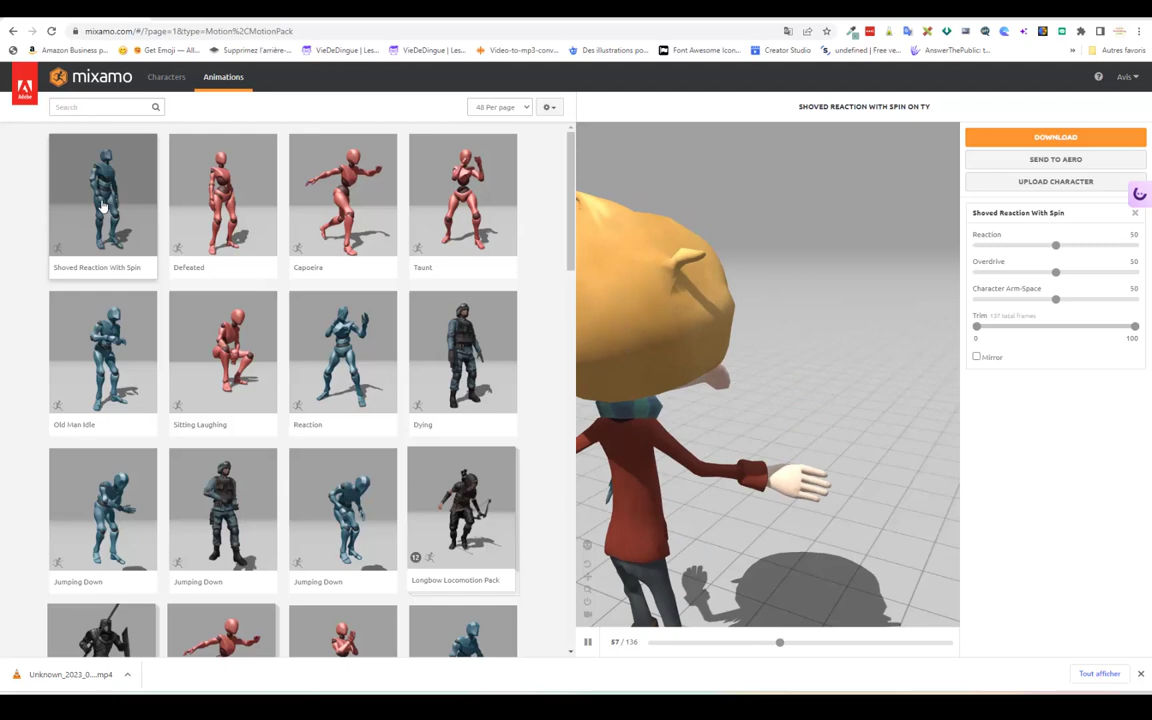 mixamo.com/#/?page=1&type=Motion%2CMotionPack
Amazon Business p...
Get Emoji — All...
Supprimez l'arrière-...
VieDeDingue | Les...
VieDeDingue | Les...
Video-to-mp3-conv...
Des illustrations po...
Font Awesome Icon...
Creator Studio
undefined | Free ve...
AnswerThePublic: t...
»
Autres favoris
Adobe
mixamo
Characters
Animations
Avis
Search
48 Per page
SHOVED REACTION WITH SPIN ON TY
DOWNLOAD
SEND TO AERO
UPLOAD CHARACTER
Shoved Reaction With Spin
Reaction 50
Overdrive 50
Character Arm-Space 50
Trim 137 total frames
0 100
Mirror
Shoved Reaction With Spin
Defeated
Capoeira
Taunt
Old Man Idle
Sitting Laughing
Reaction
Dying
12
Jumping Down
Jumping Down
Jumping Down
Longbow Locomotion Pack
57 / 136
Unknown_2023_0....mp4
Tout afficher